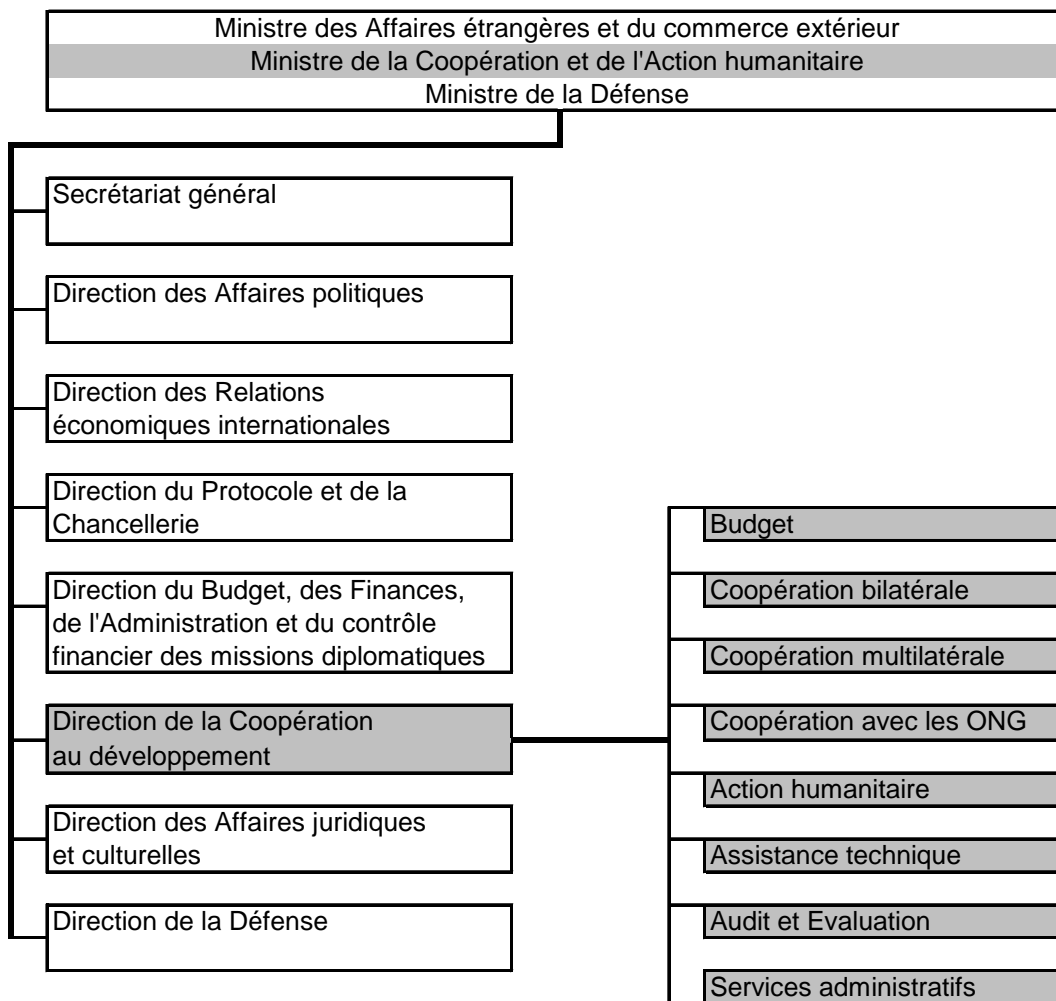 Ministre des Affaires étrangères et du commerce extérieur
Ministre de la Coopération et de l'Action humanitaire
Ministre de la Défense
Secrétariat général
Direction des Affaires politiques
Direction des Relations
économiques internationales
Direction du Protocole et de la
Chancellerie
Direction du Budget, des Finances,
de l'Administration et du contrôle
financier des missions diplomatiques
Direction de la Coopération
au développement
Direction des Affaires juridiques
et culturelles
Direction de la Défense
Budget
Coopération bilatérale
Coopération multilatérale
Coopération avec les ONG
Action humanitaire
Assistance technique
Audit et Evaluation
Services administratifs